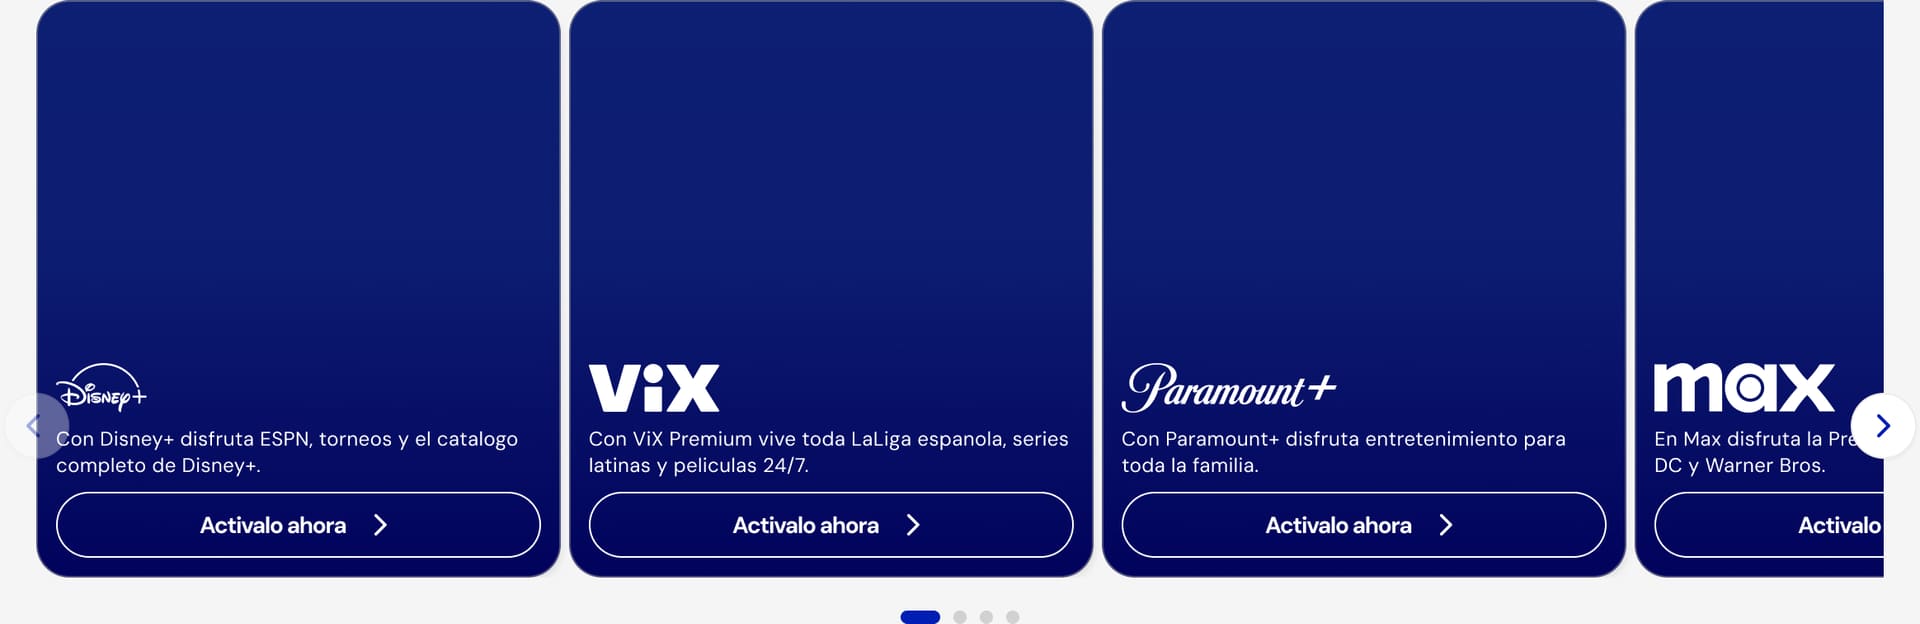 Disney+
Con Disney+ disfruta ESPN, torneos y el catalogo
completo de Disney+.
Activalo ahora
ViX
Con ViX Premium vive toda LaLiga espanola, series
latinas y peliculas 24/7.
Activalo ahora
Paramount+
Con Paramount+ disfruta entretenimiento para
toda la familia.
Activalo ahora
max
En Max disfruta la
DC y Warner Bros.
Activalo